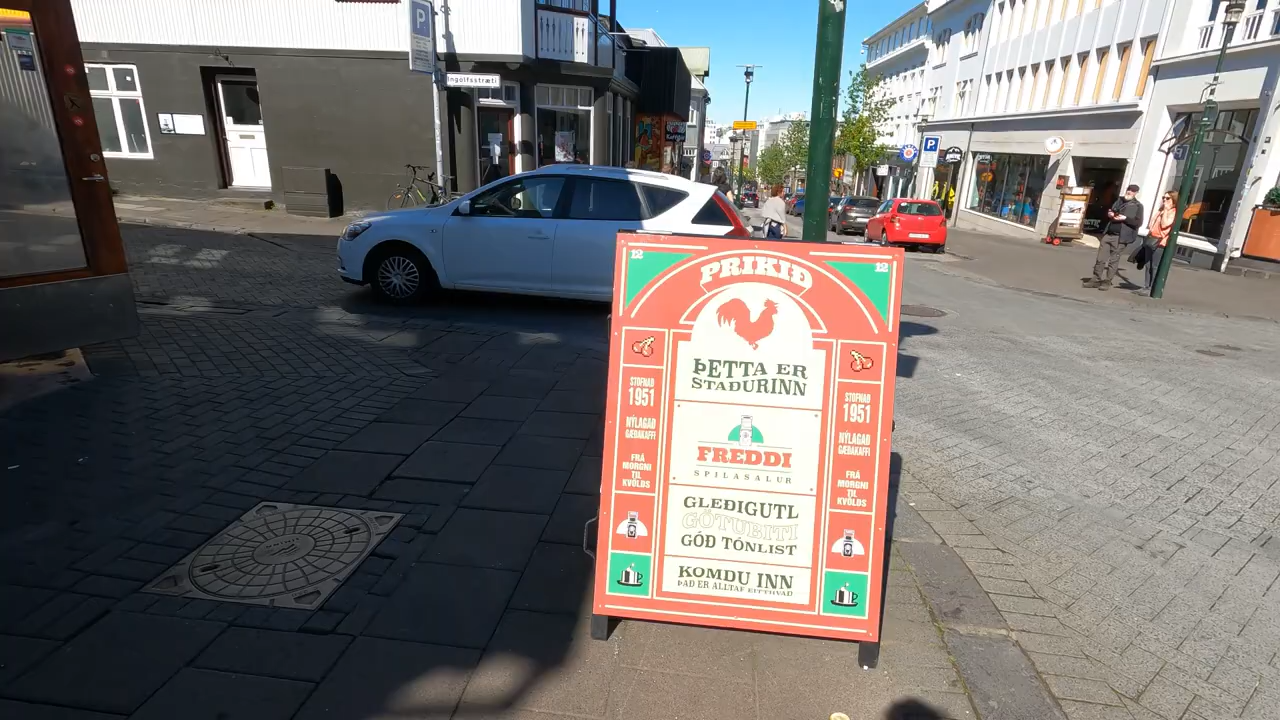 P
Ingólfsstræti
P
12
12
PRIKIÐ
ÞETTA ER
STAÐURINN
STOFNAÐ
1951
NÝLAGAÐ
GÆÐAKAFFI
FRÁ
MORGNI
TIL
KVÖLDS
FREDDI
SPILASALUR
GLEÐIGUTL
GÖTUBITI
GÓÐ TÓNLIST
KOMDU INN
ÞAÐ ER ALLTAF EITTHVAÐ
STOFNAÐ
1951
NÝLAGAÐ
GÆÐAKAFFI
FRÁ
MORGNI
TIL
KVÖLDS